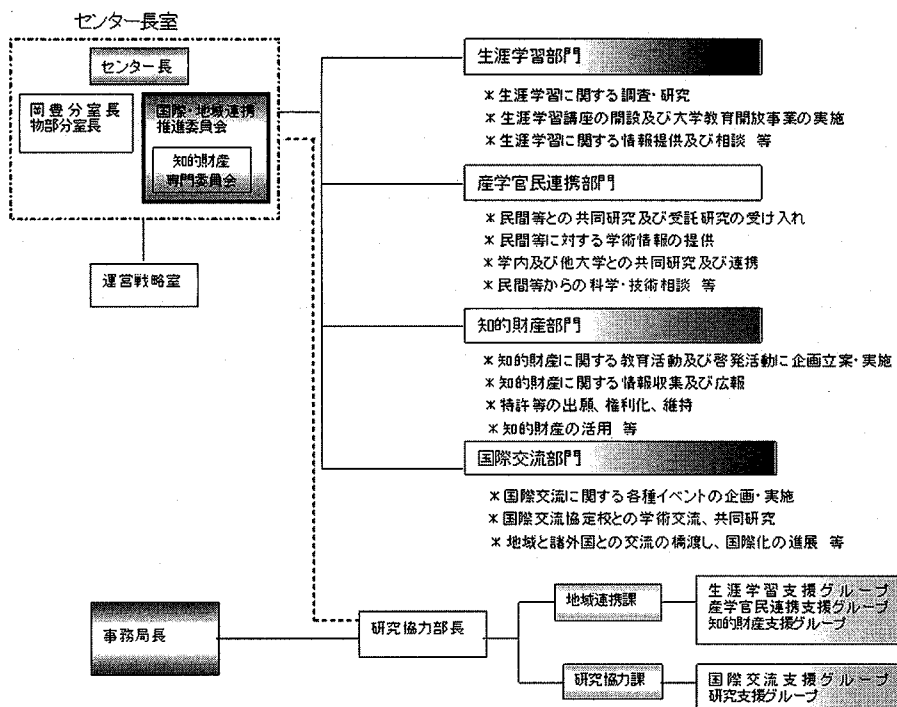 センター長室
センター長
岡豊分室長
物部分室長
国際・地域連携
推進委員会
知的財産
専門委員会
運営戦略室
生涯学習部門
*生涯学習に関する調査・研究
*生涯学習講座の開設及び大学教育開放事業の実施
*生涯学習に関する情報提供及び相談 等
産学官民連携部門
*民間等との共同研究及び受託研究の受け入れ
*民間等に対する学術情報の提供
*学内及び他大学との共同研究及び連携
*民間等からの科学・技術相談 等
知的財産部門
*知的財産に関する教育活動及び啓発活動に企画立案・実施
*知的財産に関する情報収集及び広報
*特許等の出願、権利化、維持
*知的財産の活用 等
国際交流部門
*国際交流に関する各種イベントの企画・実施
*国際交流協定校との学術交流、共同研究
*地域と諸外国との交流の橋渡し、国際化の進展 等
事務局長
研究協力部長
地域連携課
生涯学習支援グループ
産学官民連携支援グループ
知的財産支援グループ
研究協力課
国際交流支援グループ
研究支援グループ